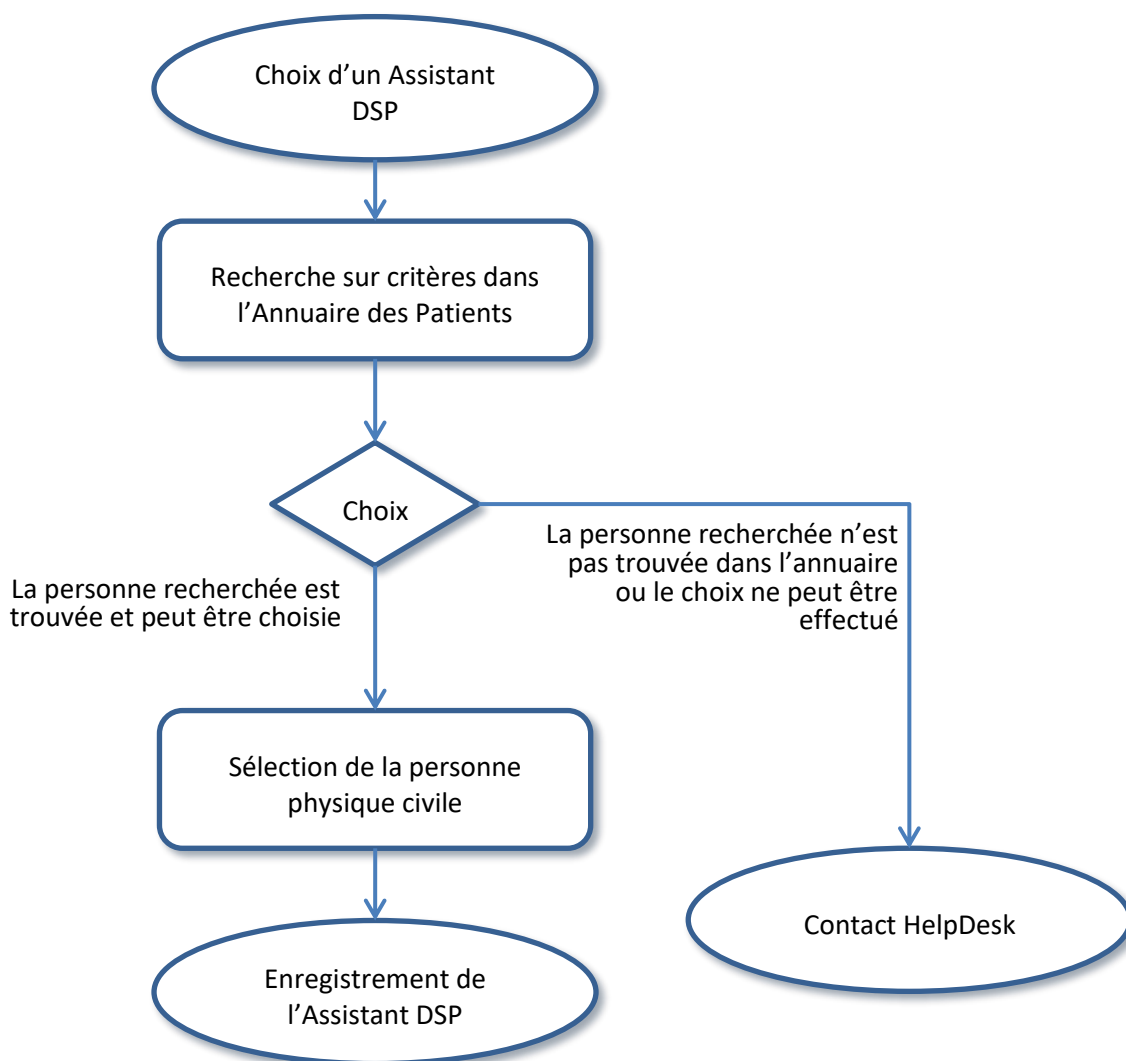 Choix d’un Assistant
DSP
Recherche sur critères dans
l’Annuaire des Patients
Choix
La personne recherchée n’est
pas trouvée dans l’annuaire
ou le choix ne peut être
effectué
La personne recherchée est
trouvée et peut être choisie
Sélection de la personne
physique civile
Contact HelpDesk
Enregistrement de
l’Assistant DSP